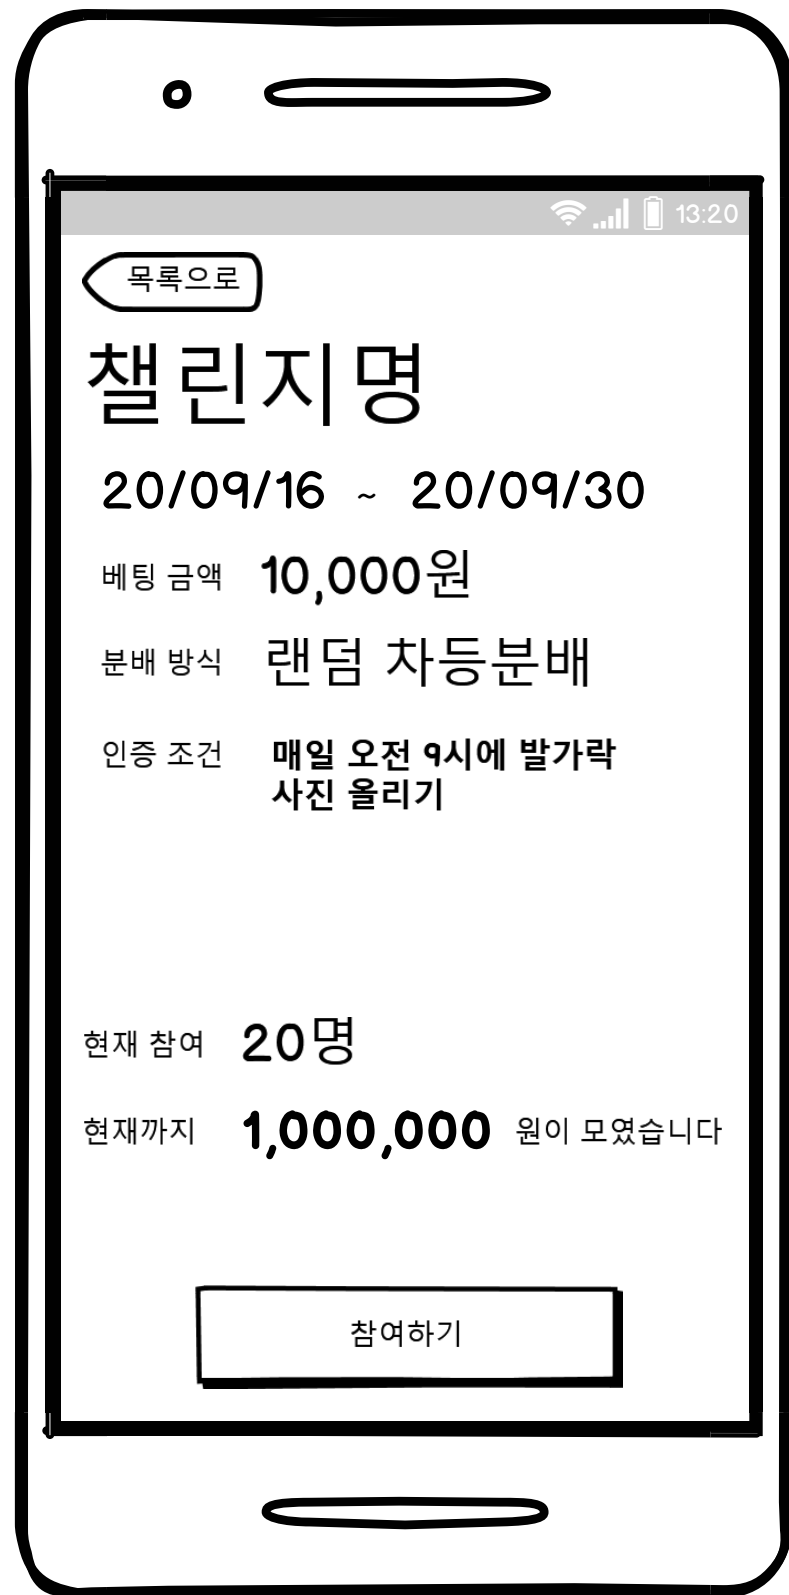 13:20
목록으로
챌린지명
20/09/16 ~ 20/09/30
베팅 금액 10,000원
분배 방식 랜덤 차등분배
인증 조건 매일 오전 9시에 발가락
사진 올리기
현재 참여 20명
현재까지 1,000,000 원이 모였습니다
참여하기